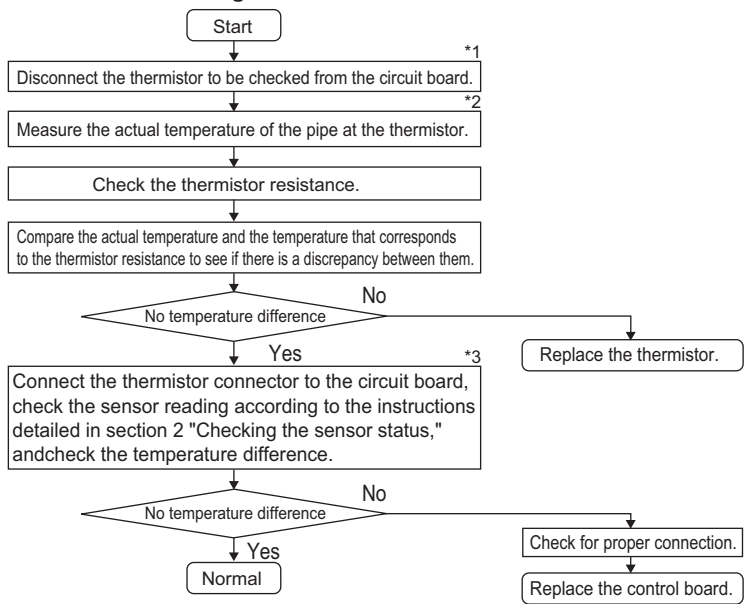 Start
*1
Disconnect the thermistor to be checked from the circuit board.
*2
Measure the actual temperature of the pipe at the thermistor.
Check the thermistor resistance.
Compare the actual temperature and the temperature that corresponds
to the thermistor resistance to see if there is a discrepancy between them.
No
No temperature difference
Yes
Replace the thermistor.
*3
Connect the thermistor connector to the circuit board,
check the sensor reading according to the instructions
detailed in section 2 "Checking the sensor status,"
andcheck the temperature difference.
No
No temperature difference
Yes
Check for proper connection.
Normal
Replace the control board.